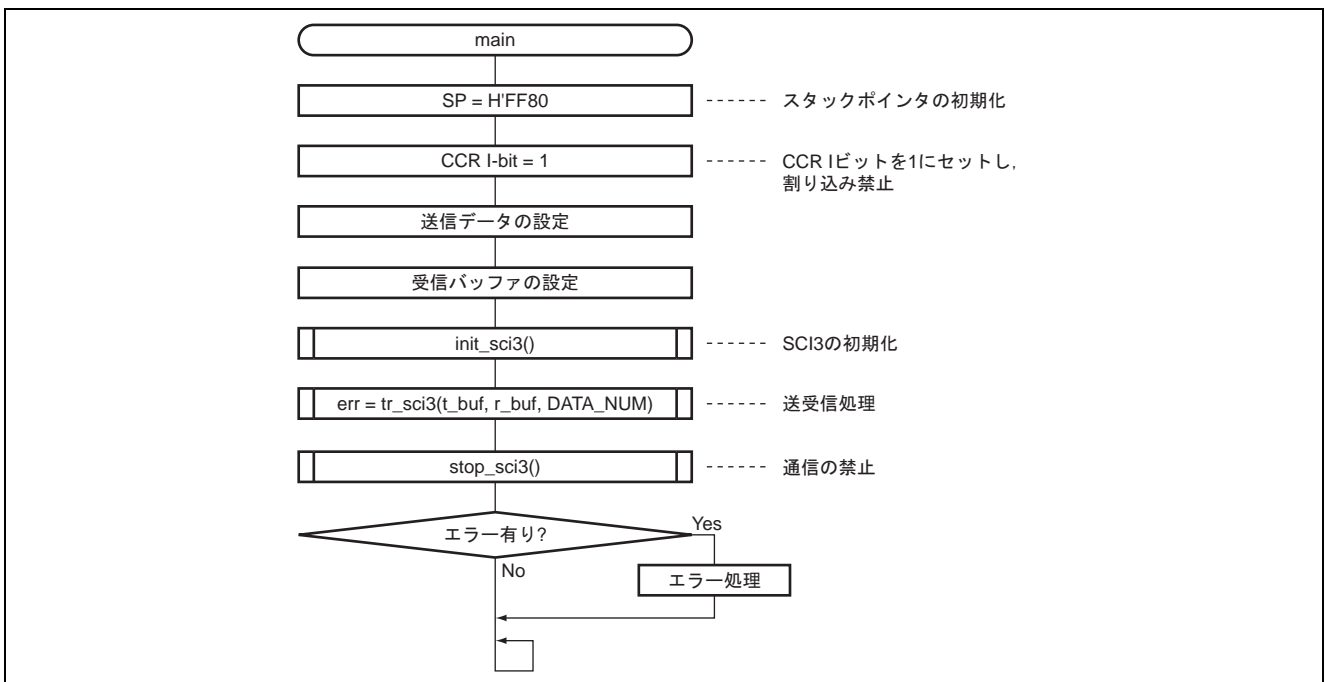 main
SP = H'FF80
------ スタックポインタの初期化
CCR I-bit = 1
------ CCR Iビットを1にセットし,
割り込み禁止
送信データの設定
受信バッファの設定
init_sci3()
------ SCI3の初期化
err = tr_sci3(t_buf, r_buf, DATA_NUM)
------ 送受信処理
stop_sci3()
------ 通信の禁止
エラー有り?
Yes
No
エラー処理